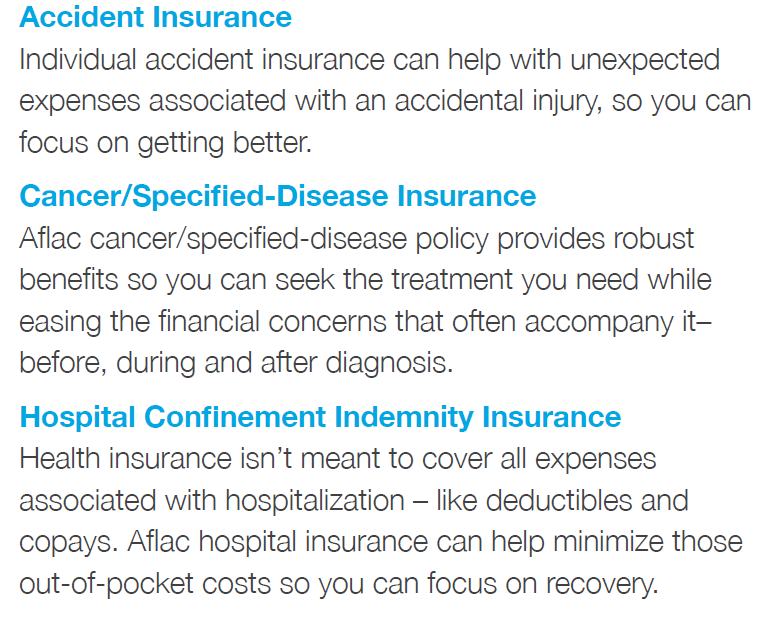 Accident Insurance
Individual accident insurance can help with unexpected
expenses associated with an accidental injury, so you can
focus on getting better.
Cancer/Specified-Disease Insurance
Aflac cancer/specified-disease policy provides robust
benefits so you can seek the treatment you need while
easing the financial concerns that often accompany it–
before, during and after diagnosis.
Hospital Confinement Indemnity Insurance
Health insurance isn’t meant to cover all expenses
associated with hospitalization – like deductibles and
copays. Aflac hospital insurance can help minimize those
out-of-pocket costs so you can focus on recovery.